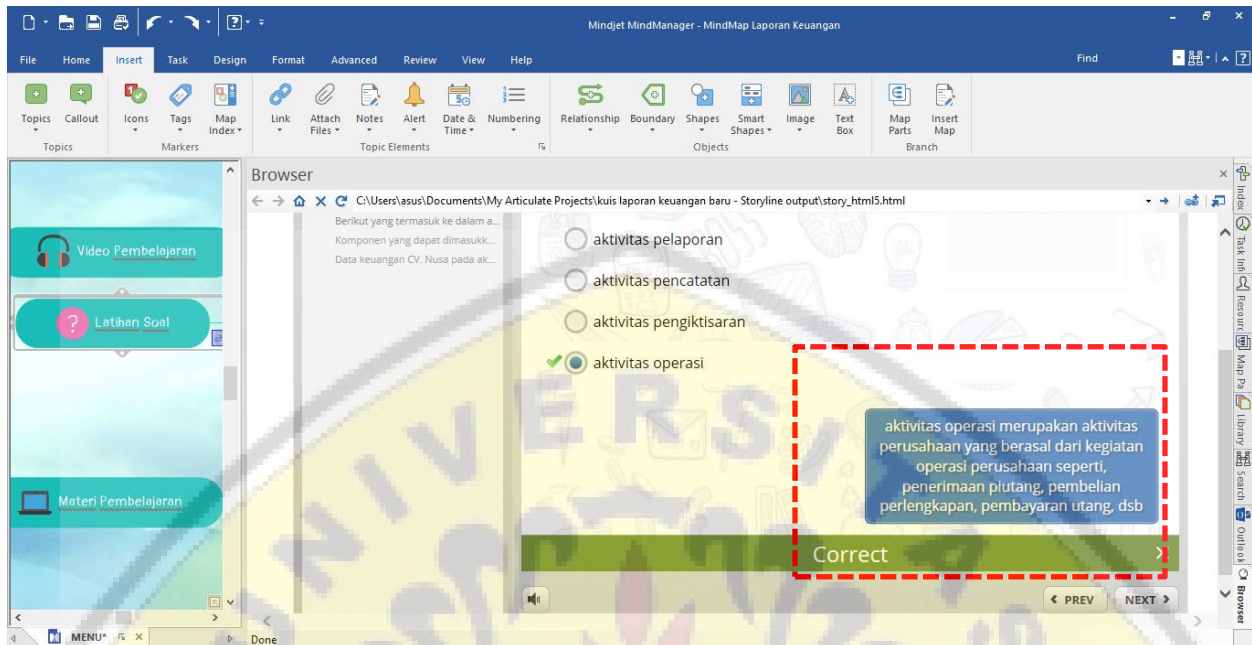 Mindjet MindManager - MindMap Laporan Keuangan
File Home Insert Task Design Format Advanced Review View Help Find
Topics Callout Icons Tags Map Index Link Attach Files Notes Alert Date & Time Numbering Relationship Boundary Shapes Smart Shapes Image Text Box Map Parts Insert Map
Topics Markers Topic Elements Objects Branch
Video Pembelajaran
Latihan Soal
Materi Pembelajaran
MENU*
Browser
C:\Users\asus\Documents\My Articulate Projects\kuis laporan keuangan baru - Storyline output\story_html5.html
Berikut yang termasuk ke dalam a...
Komponen yang dapat dimasukk...
Data keuangan CV. Nusa pada ak...
aktivitas pelaporan
aktivitas pencatatan
aktivitas pengiktisaran
aktivitas operasi
aktivitas operasi merupakan aktivitas
perusahaan yang berasal dari kegiatan
operasi perusahaan seperti,
penerimaan piutang, pembelian
perlengkapan, pembayaran utang, dsb
Correct
PREV NEXT
Done
Index
Task Inf
Resourc
Map Pa
Library
Search
Outlook
Browser
UNIVERSITA